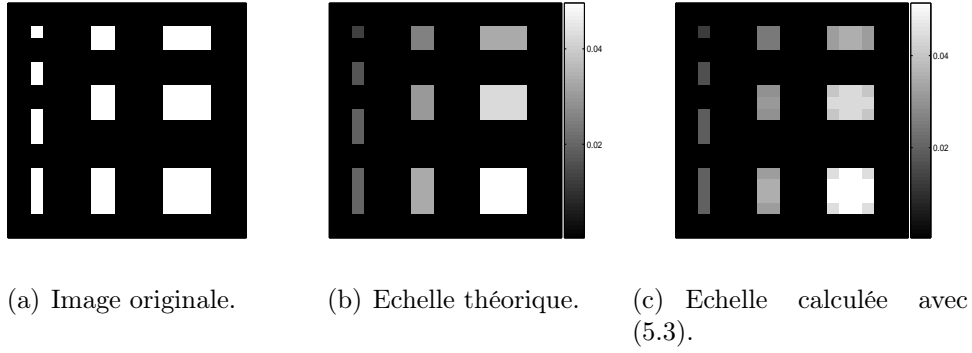 0.04
0.02
0.04
0.02
(a) Image originale.
(b) Echelle théorique.
(c) Echelle calculée avec
(5.3).